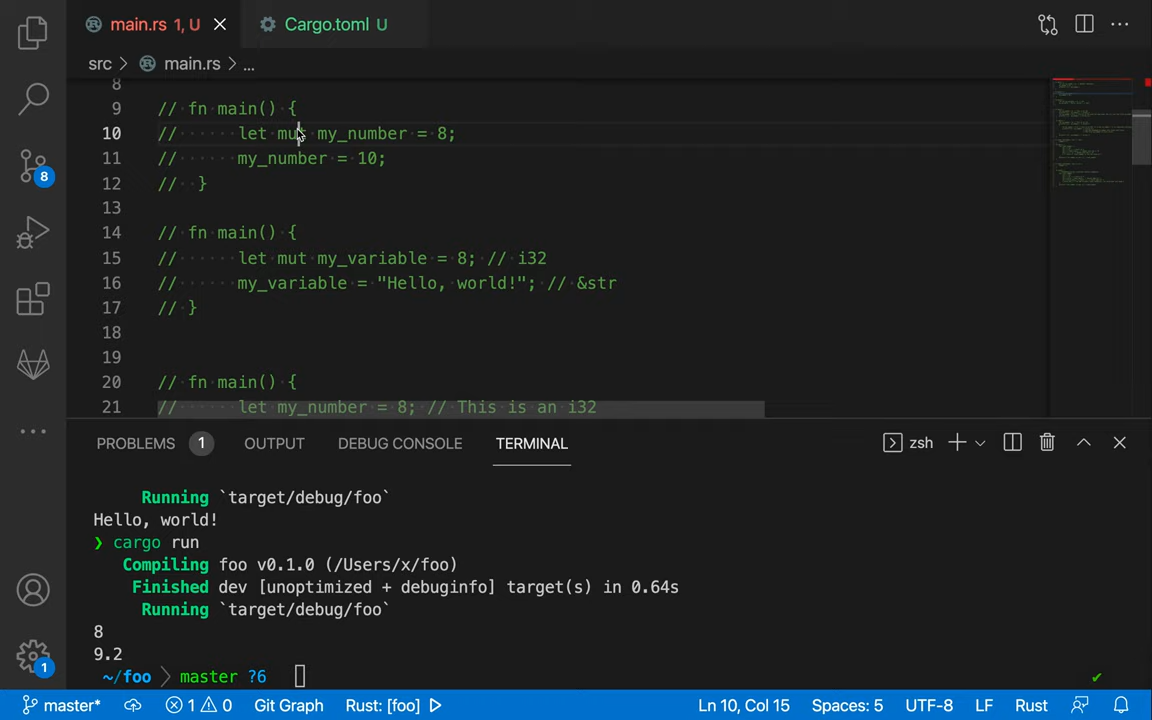 main.rs 1, U
Cargo.toml U
src > main.rs > ...
8
9 // fn main() {
10 //······let mut my_number = 8;
11 //······my_number = 10;
12 //··}
13
14 // fn main() {
15 //······let mut my_variable = 8; // i32
16 //······my_variable = "Hello, world!"; // &str
17 // }
18
19
20 // fn main() {
21 //······let my_number = 8; // This is an i32
8
PROBLEMS 1 OUTPUT DEBUG CONSOLE TERMINAL zsh
Running `target/debug/foo`
Hello, world!
❯ cargo run
Compiling foo v0.1.0 (/Users/x/foo)
Finished dev [unoptimized + debuginfo] target(s) in 0.64s
Running `target/debug/foo`
8
9.2
~/foo master ?6 ✔
1
master* 1 0 Git Graph Rust: [foo] Ln 10, Col 15 Spaces: 5 UTF-8 LF Rust